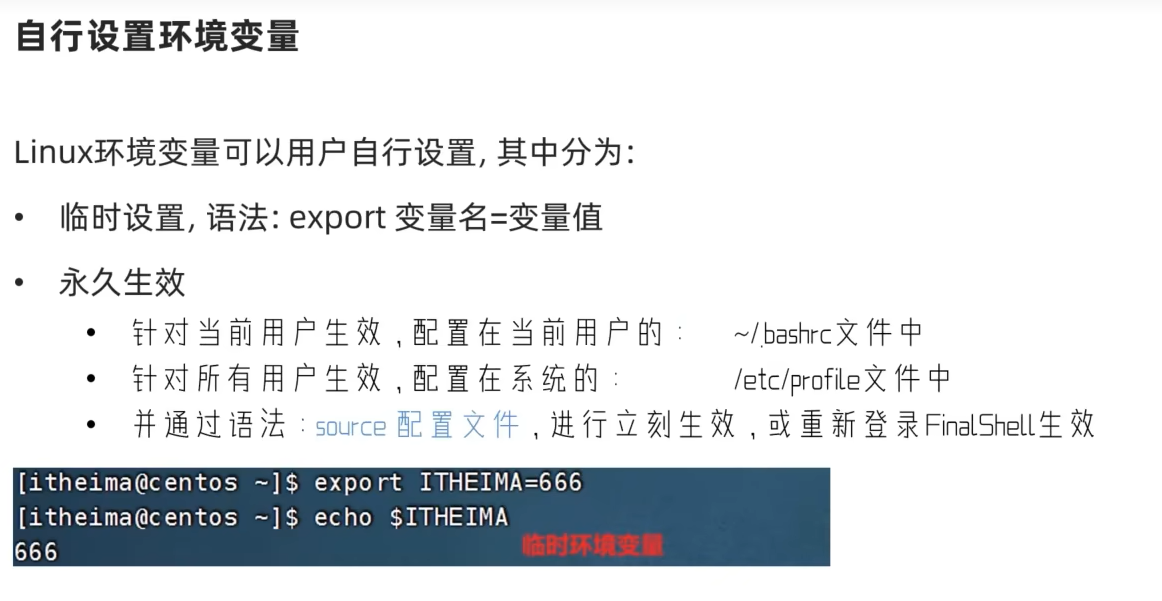 自行设置环境变量
Linux环境变量可以用户自行设置, 其中分为:
• 临时设置, 语法: export 变量名=变量值
• 永久生效
• 针对当前用户生效,配置在当前用户的: ~/.bashrc文件中
• 针对所有用户生效,配置在系统的: /etc/profile文件中
• 并通过语法:source 配置文件,进行立刻生效,或重新登录FinalShell生效
[itheima@centos ~]$ export ITHEIMA=666
[itheima@centos ~]$ echo $ITHEIMA
666 临时环境变量